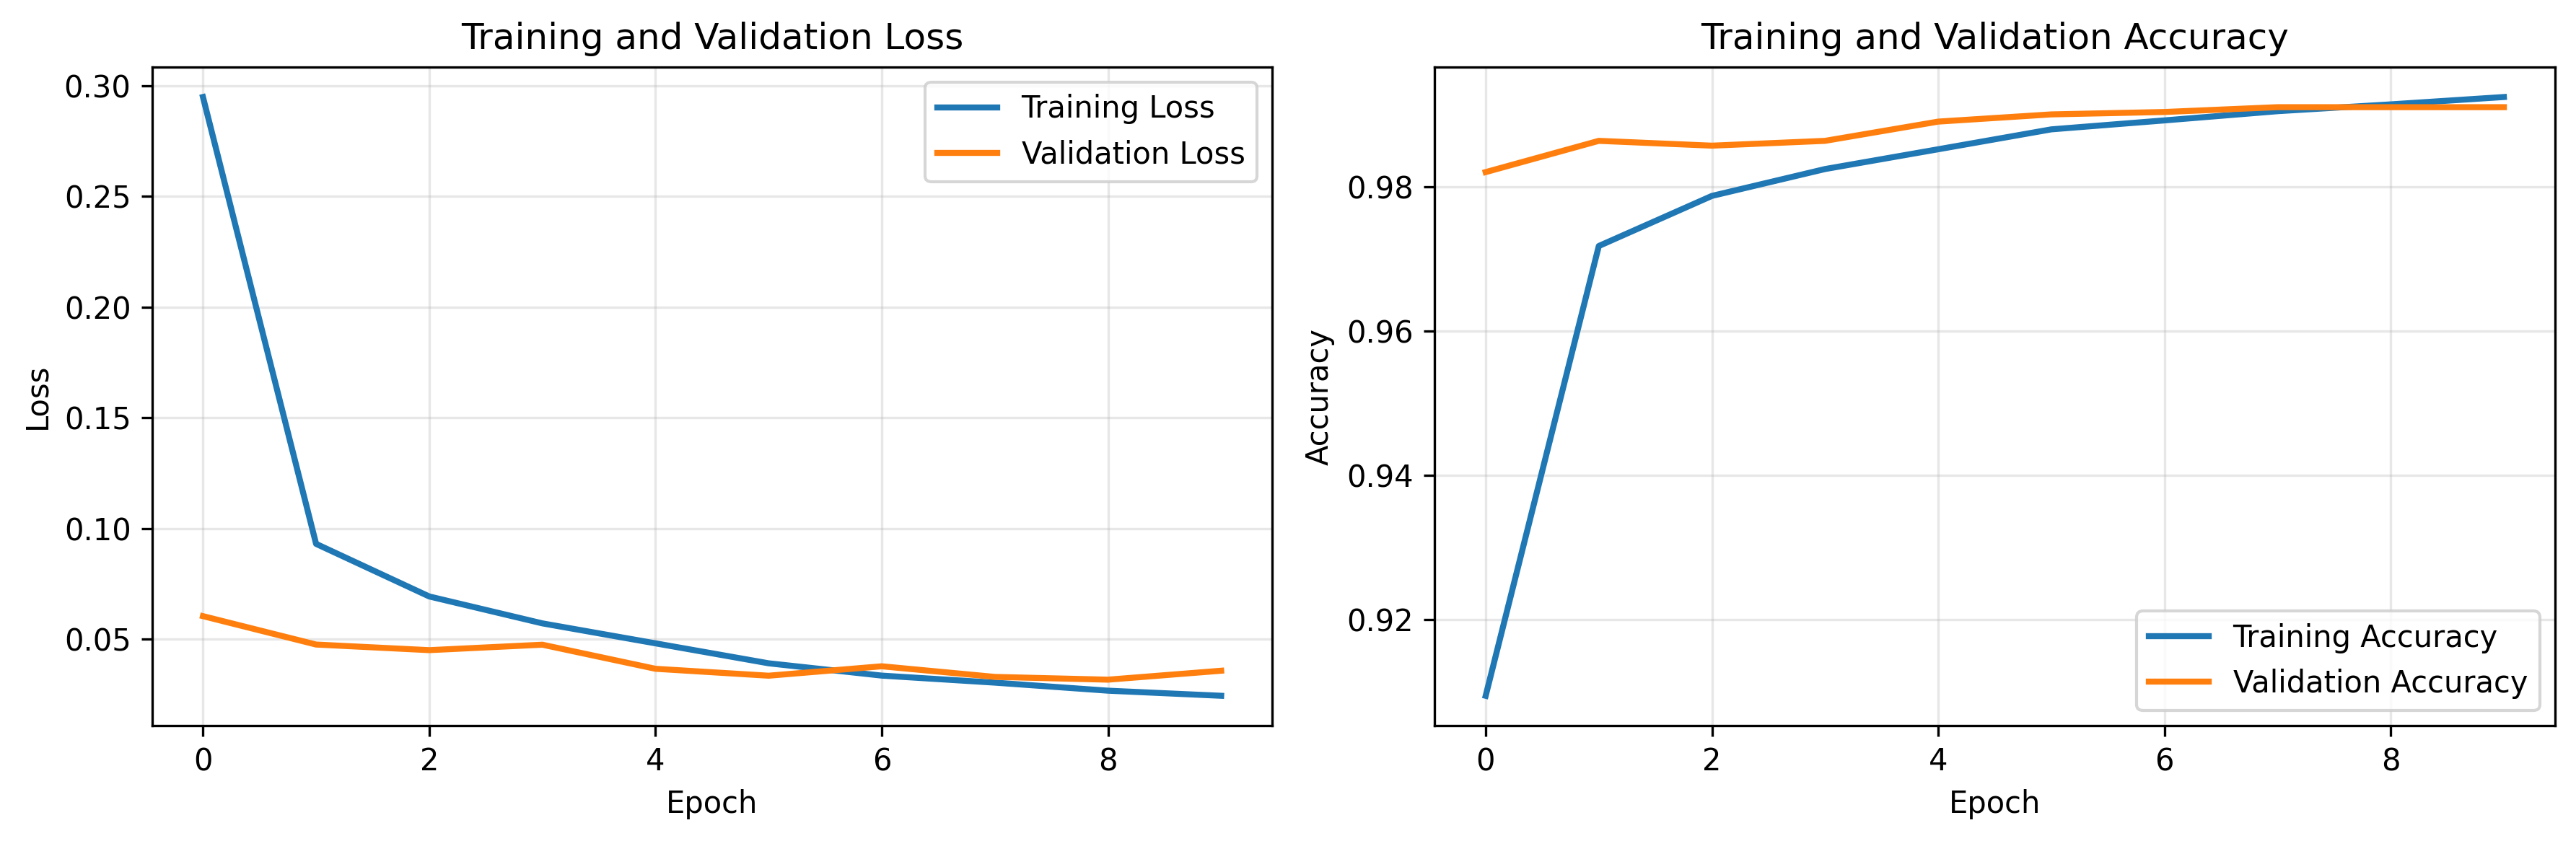 Training and Validation Loss
0.30
0.25
0.20
0.15
0.10
0.05
Loss
0
2
4
6
8
Epoch
Training Loss
Validation Loss
Training and Validation Accuracy
0.98
0.96
0.94
0.92
Accuracy
0
2
4
6
8
Epoch
Training Accuracy
Validation Accuracy